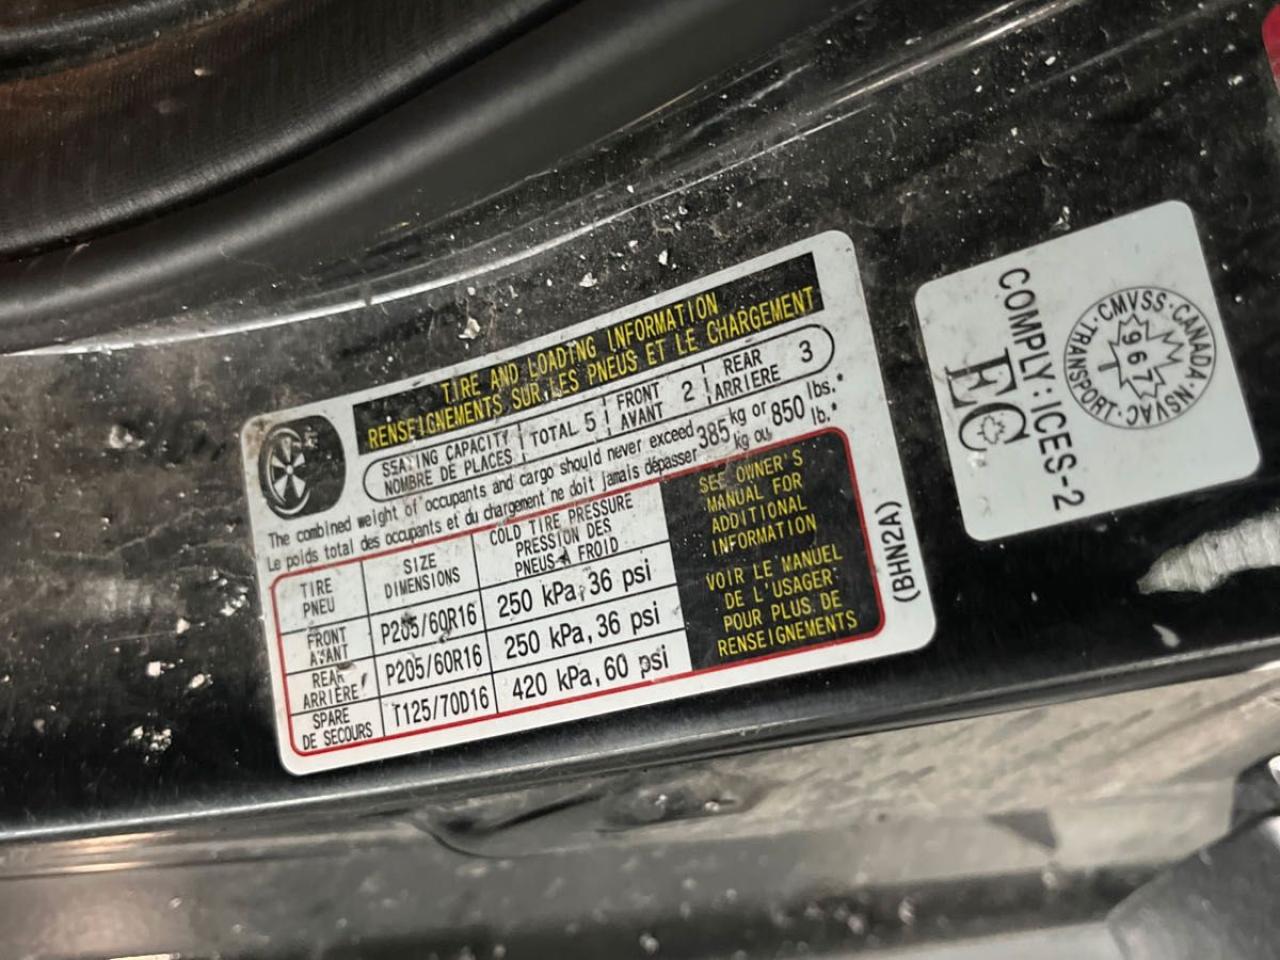 TIRE AND LOADING INFORMATION
RENSEIGNEMENTS SUR LES PNEUS ET LE CHARGEMENT
SEATING CAPACITY TOTAL 5 FRONT 2 REAR 3
NOMBRE DE PLACES AVANT ARRIÈRE
The combined weight of occupants and cargo should never exceed 385 kg or 850 lbs.*
Le poids total des occupants et du chargement ne doit jamais dépasser kg ou lb.*
TIRE SIZE COLD TIRE PRESSURE
PNEU DIMENSIONS PRESSION DES
PNEUS A FROID
FRONT P205/60R16 250 kPa, 36 psi
AVANT
REAR P205/60R16 250 kPa, 36 psi
ARRIÈRE
SPARE T125/70D16 420 kPa, 60 psi
DE SECOURS
SEE OWNER'S
MANUAL FOR
ADDITIONAL
INFORMATION
VOIR LE MANUEL
DE L'USAGER
POUR PLUS DE
RENSEIGNEMENTS
(BHN2A)
TRANSPORT·CMVSS·CANADA·NSVAC·
967
COMPLY:ICES-2
EC